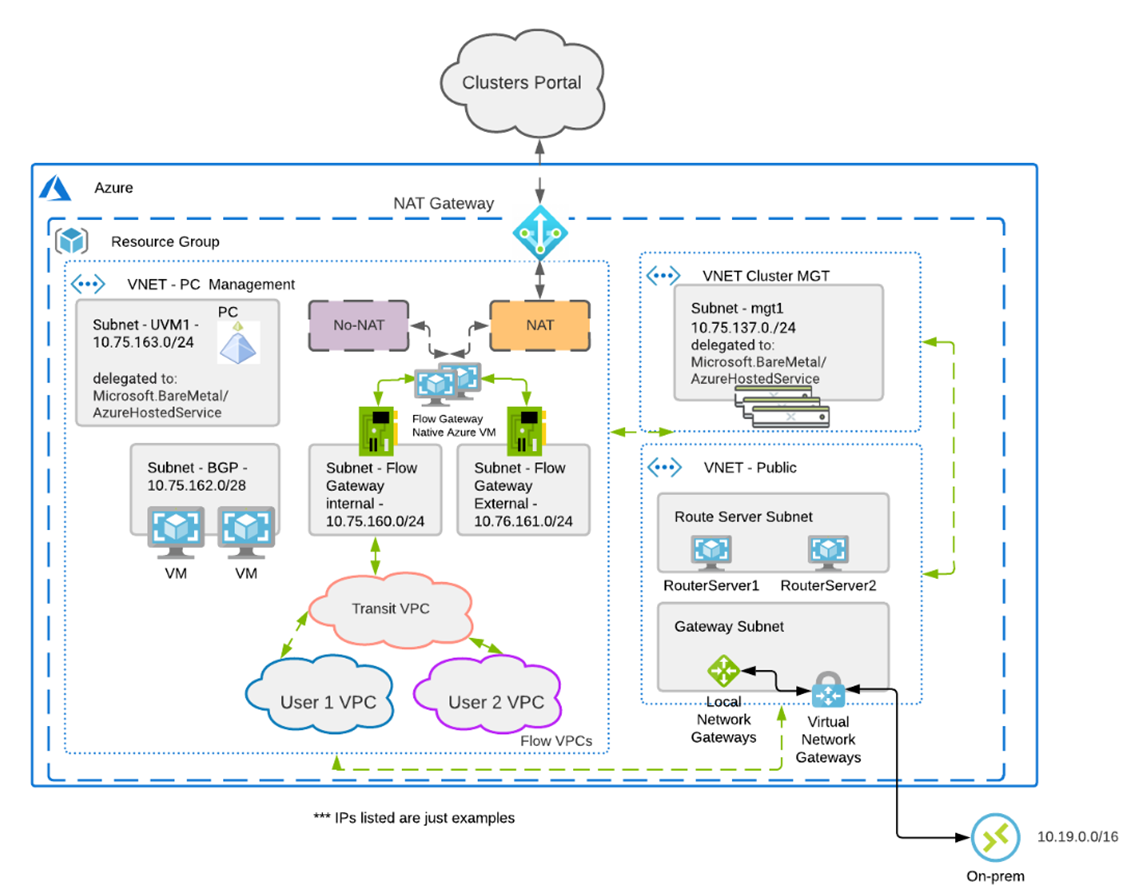 Clusters Portal
Azure
NAT Gateway
Resource Group
VNET - PC  Management
Subnet - UVM1 -
10.75.163.0/24
delegated to:
Microsoft.BareMetal/
AzureHostedService
PC
No-NAT
NAT
Flow Gateway
Native Azure VM
Subnet - BGP -
10.75.162.0/28
VM
VM
Subnet - Flow
Gateway
internal -
10.75.160.0/24
Subnet - Flow
Gateway
External -
10.76.161.0/24
Transit VPC
User 1 VPC
User 2 VPC
Flow VPCs
VNET Cluster MGT
Subnet - mgt1
10.75.137.0./24
delegated to:
Microsoft.BareMetal/
AzureHostedService
VNET - Public
Route Server Subnet
RouterServer1
RouterServer2
Gateway Subnet
Local
Network
Gateways
Virtual
Network
Gateways
*** IPs listed are just examples
10.19.0.0/16
On-prem